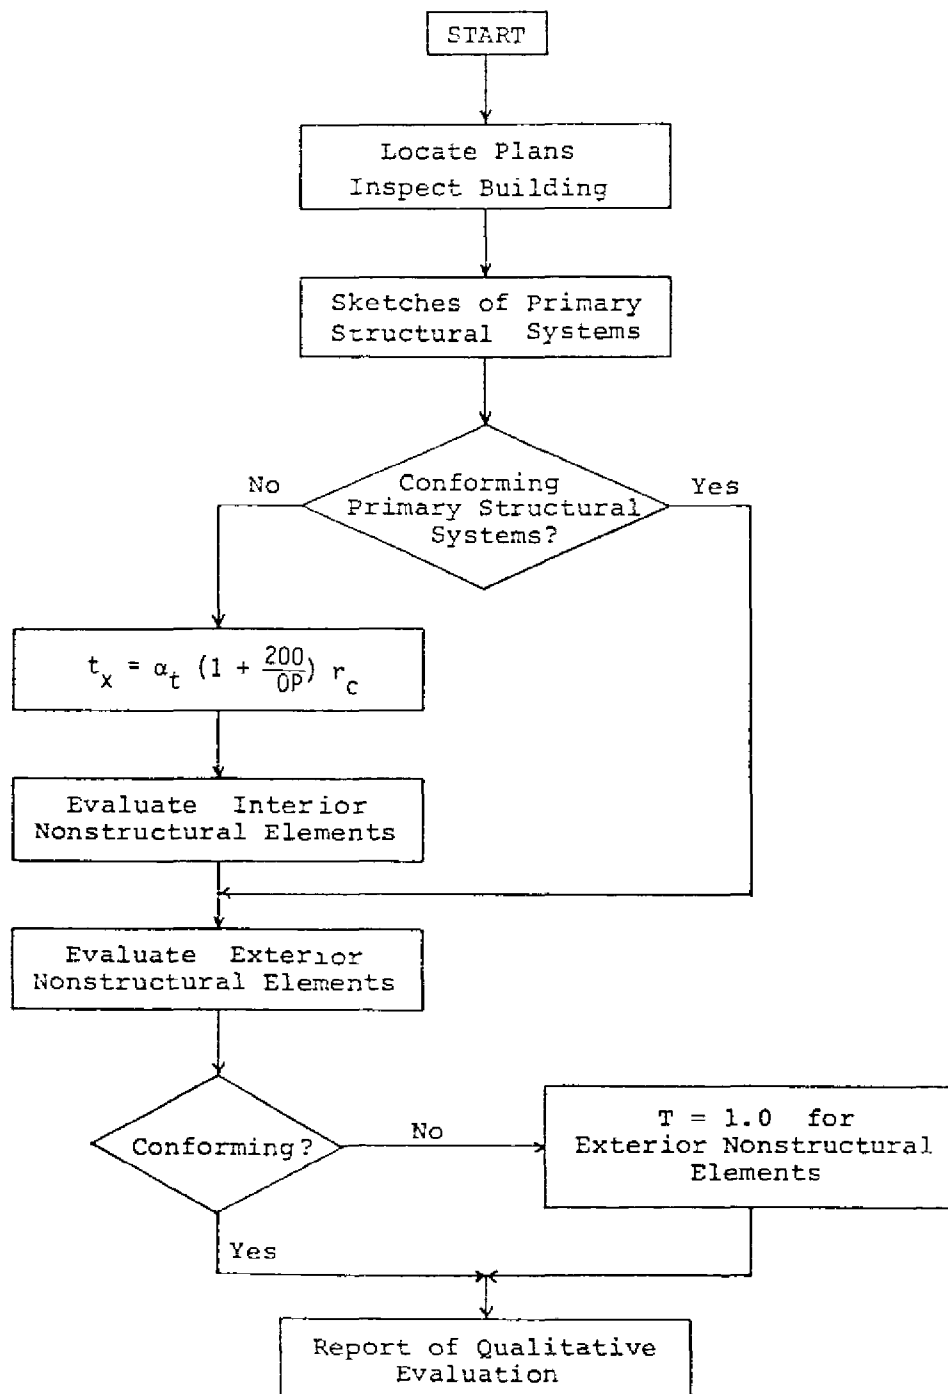 START
Locate Plans
Inspect Building
Sketches of Primary
Structural Systems
Conforming
Primary Structural
Systems?
No
Yes
t_x = α_t (1 + 200/OP) r_c
Evaluate Interior
Nonstructural Elements
Evaluate Exterior
Nonstructural Elements
Conforming?
No
T = 1.0 for
Exterior Nonstructural
Elements
Yes
Report of Qualitative
Evaluation